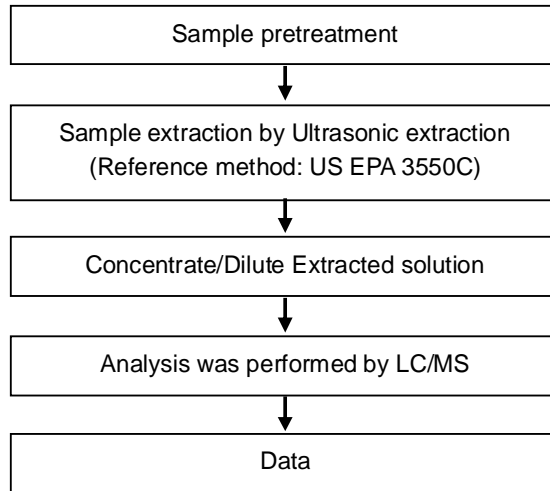 Sample pretreatment
Sample extraction by Ultrasonic extraction
(Reference method: US EPA 3550C)
Concentrate/Dilute Extracted solution
Analysis was performed by LC/MS
Data